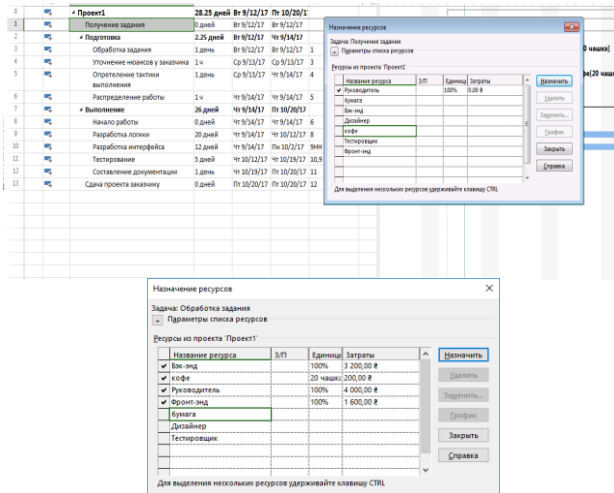 0 Проект1 28.25 дней Вт 9/12/17 Пт 10/20/1
1 Получение задания 0 дней Вт 9/12/17 Вт 9/12/17
2 Подготовка 2.25 дней Вт 9/12/17 Чт 9/14/17
3 Обработка задания 1 день Вт 9/12/17 Вт 9/12/17 1
4 Уточнение нюансов у заказчика 1 ч Ср 9/13/17 Ср 9/13/17 3
5 Опретеление тактики выполнения 1 день Ср 9/13/17 Чт 9/14/17 4
6 Распределение работы 1 ч Чт 9/14/17 Чт 9/14/17 5
7 Выполнение 26 дней Чт 9/14/17 Пт 10/20/17
8 Начало работы 0 дней Чт 9/14/17 Чт 9/14/17 6
9 Разработка логики 20 дней Чт 9/14/17 Чт 10/12/17 8
10 Разработка интерфейса 12 дней Чт 9/14/17 Пн 10/2/17 9НН
11 Тестирование 5 дней Чт 10/12/17 Чт 10/19/17 10,9
12 Составление документации 1 день Чт 10/19/17 Пт 10/20/17 11
13 Сдача проекта заказчику 0 дней Пт 10/20/17 Пт 10/20/17 12
Назначение ресурсов
Задача: Получение задания
Параметры списка ресурсов
Ресурсы из проекта 'Проект1'
Название ресурса З/П Единиц Затраты
Руководитель 100% 0.00 ₴
бумага
Бэк-энд
Дизайнер
кофе
Тестировщик
Фронт-энд
Назначить
Удалить
Заменить...
График
Закрыть
Справка
Для выделения нескольких ресурсов удерживайте клавишу CTRL
0 чашка]
фе[20 чашк
Назначение ресурсов
Задача: Обработка задания
Параметры списка ресурсов
Ресурсы из проекта 'Проект1'
Название ресурса З/П Единиц Затраты
Бэк-энд 100% 3 200,00 ₴
кофе 20 чашка 200,00 ₴
Руководитель 100% 4 000,00 ₴
Фронт-энд 100% 1 600,00 ₴
бумага
Дизайнер
Тестировщик
Назначить
Удалить
Заменить...
График
Закрыть
Справка
Для выделения нескольких ресурсов удерживайте клавишу CTRL